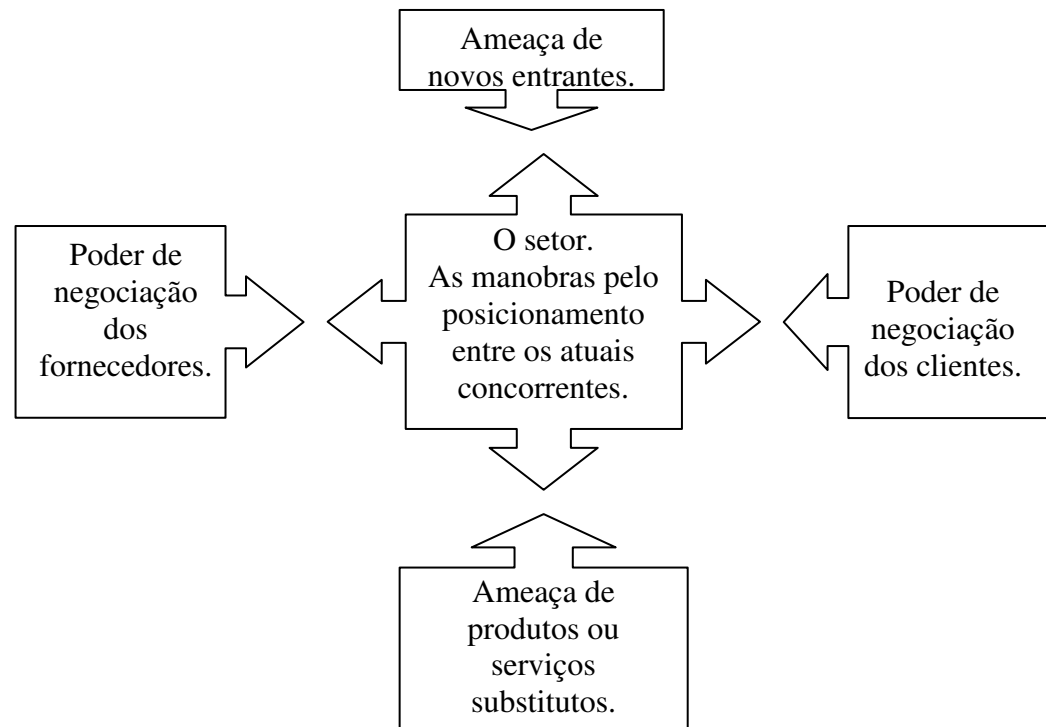 Ameaça de
novos entrantes.
Poder de
negociação
dos
fornecedores.
O setor.
As manobras pelo
posicionamento
entre os atuais
concorrentes.
Poder de
negociação
dos clientes.
Ameaça de
produtos ou
serviços
substitutos.